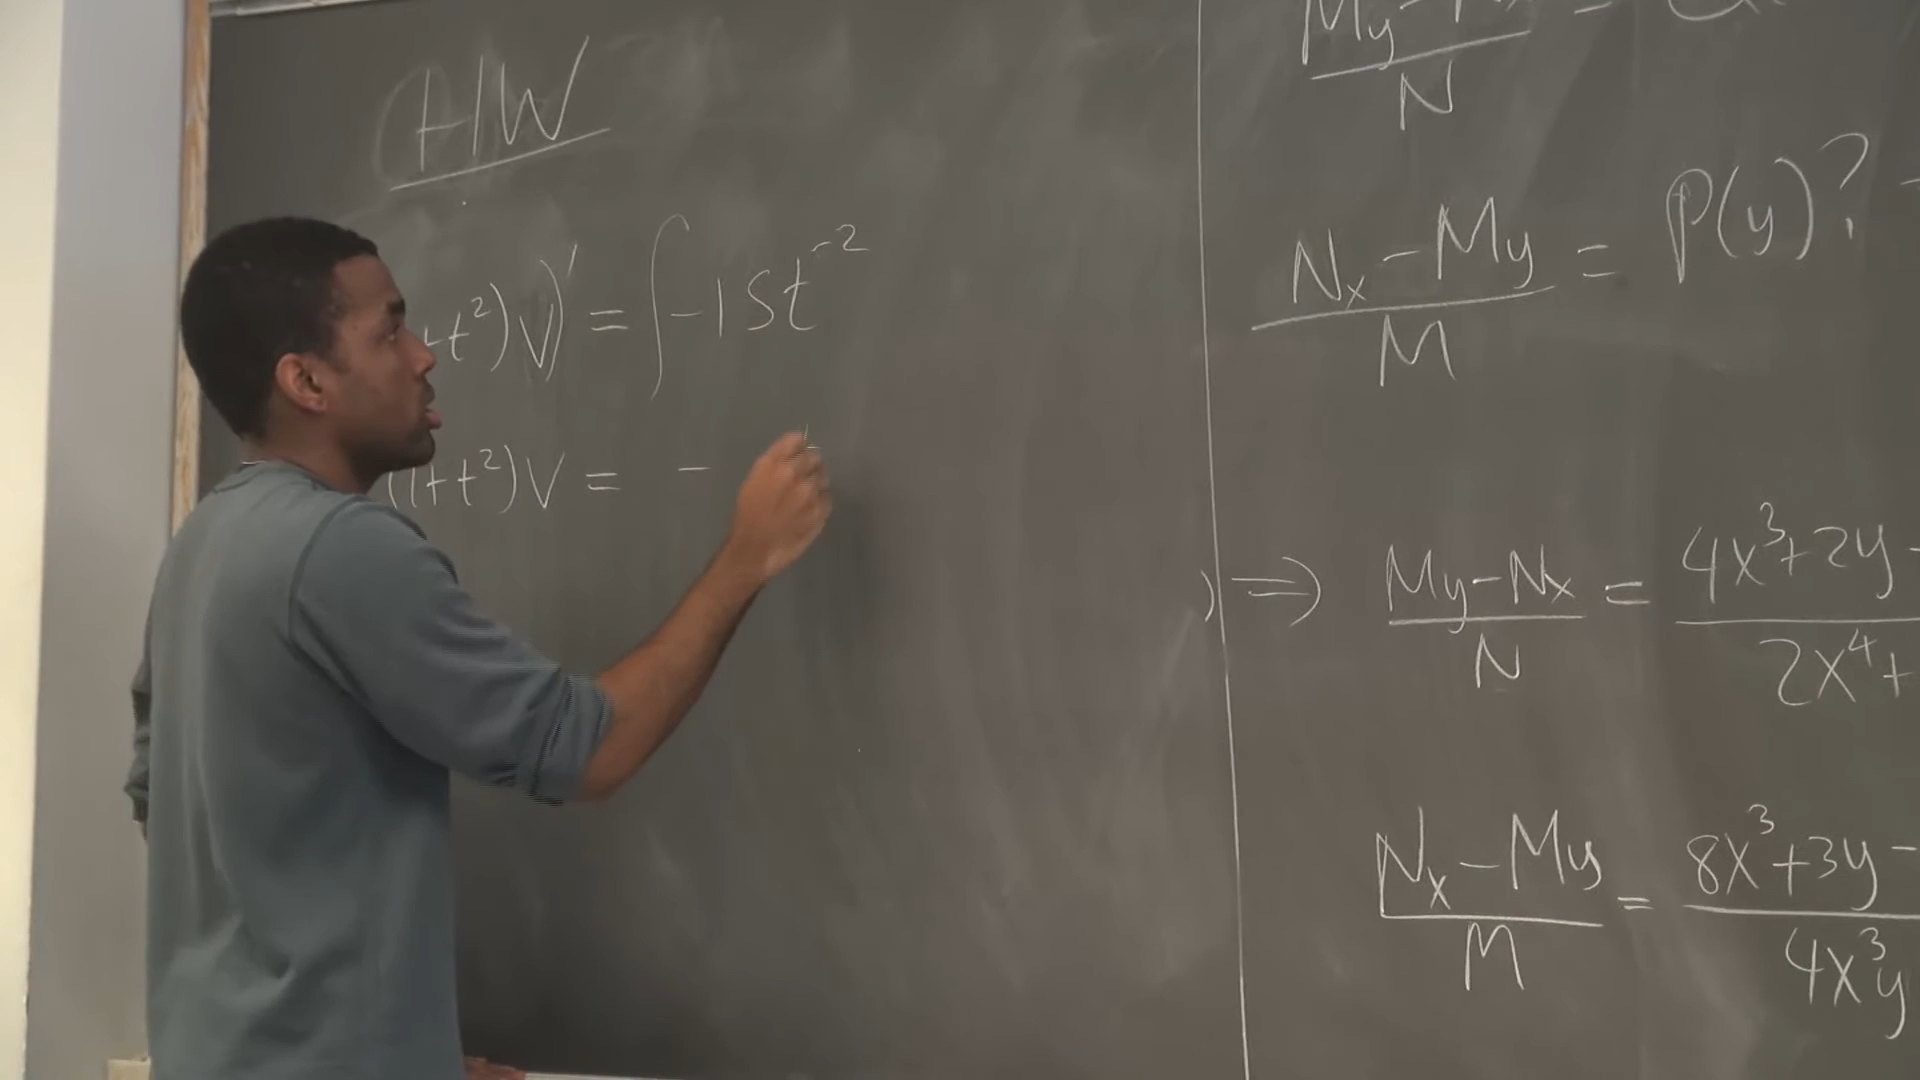 HW
+t²)V)' = ∫-15t⁻²
(1+t²)V = -
My-Nx
N
=
Nx-My
M
= P(y)?
⇒ My-Nx
N
= 4x³+2y-
2x⁴+
Nx-My
M
= 8x³+3y-
4x³y